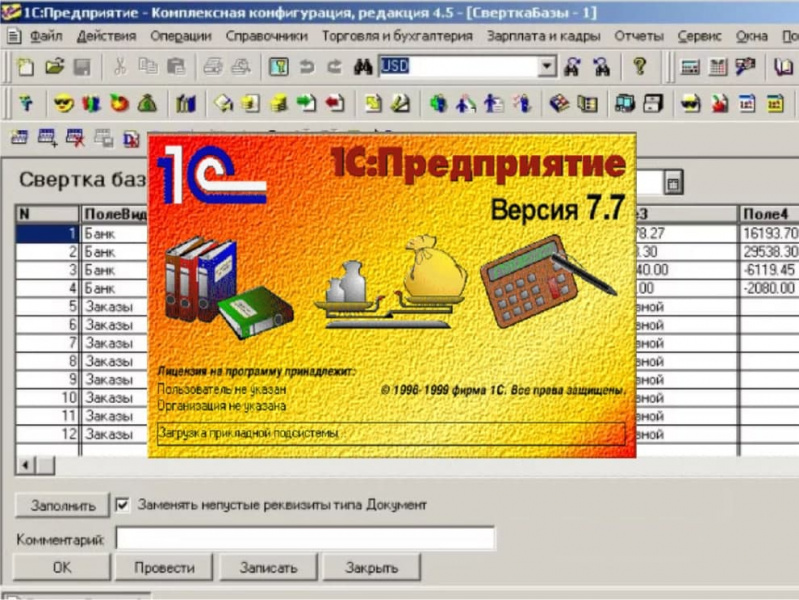 1С:Предприятие - Комплексная конфигурация, редакция 4.5 - [СверткаБазы - 1]
Файл Действия Операции Справочники Торговля и бухгалтерия Зарплата и кадры Отчеты Сервис Окна
USD
Свертка баз
1С
1С:Предприятие
Версия 7.7
N ПолеВид Поле4
1 Банк 78.27 16193.70
2 Банк .30 29538.30
3 Банк 40.00 -6119.45
4 Банк .00 -2080.00
5 Заказы вной
6 Заказы вной
7 Заказы вной
8 Заказы вной
9 Заказы вной
10 Заказы вной
11 Заказы вной
12 Заказы вной
Лицензия на программу принадлежит:
Пользователь не указан
Организация не указана
© 1996-1999 фирма 1С. Все права защищены.
Загрузка прикладной подсистемы
Заполнить Заменять непустые реквизиты типа Документ
Комментарий:
OK Провести Записать Закрыть